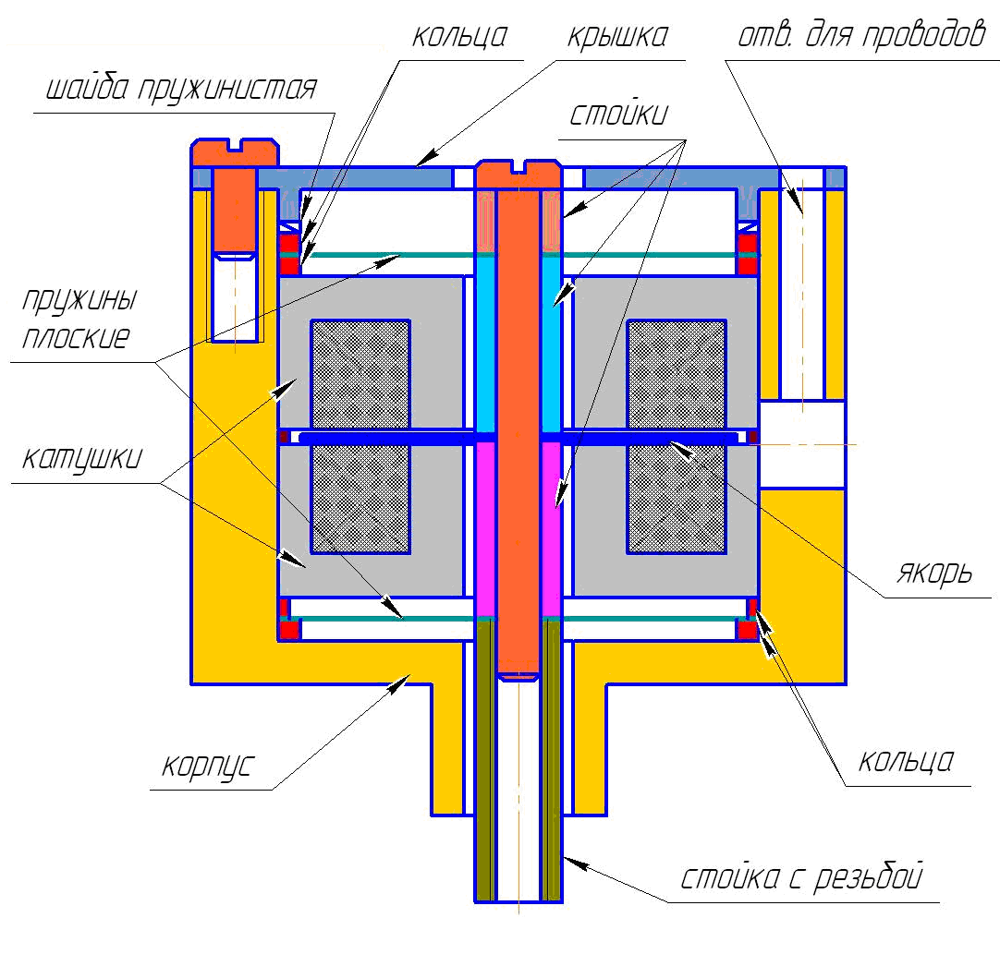 кольца
крышка
отв. для проводов
шайба пружинистая
стойки
пружины
плоские
катушки
якорь
корпус
кольца
стойка с резьбой